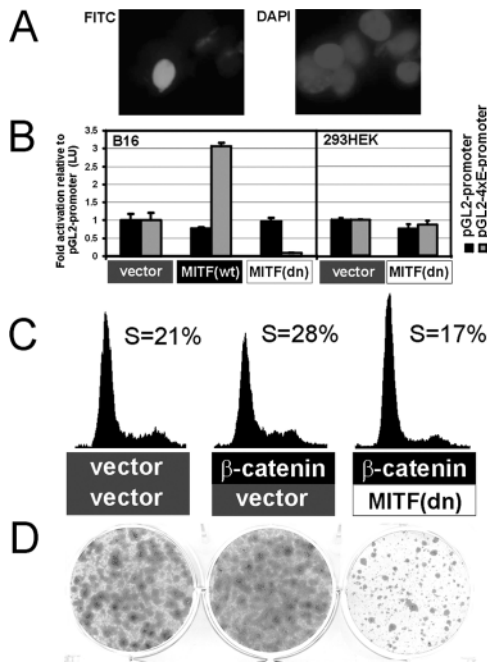 A
FITC
DAPI
B
Fold activation relative to
pGL2-promoter (LU)
3.5
3
2.5
2
1.5
1
0.5
0
B16
293HEK
vector
MITF(wt)
MITF(dn)
vector
MITF(dn)
pGL2-promoter
pGL2-4xE-promoter
C
S=21%
S=28%
S=17%
vector
vector
β-catenin
vector
β-catenin
MITF(dn)
D